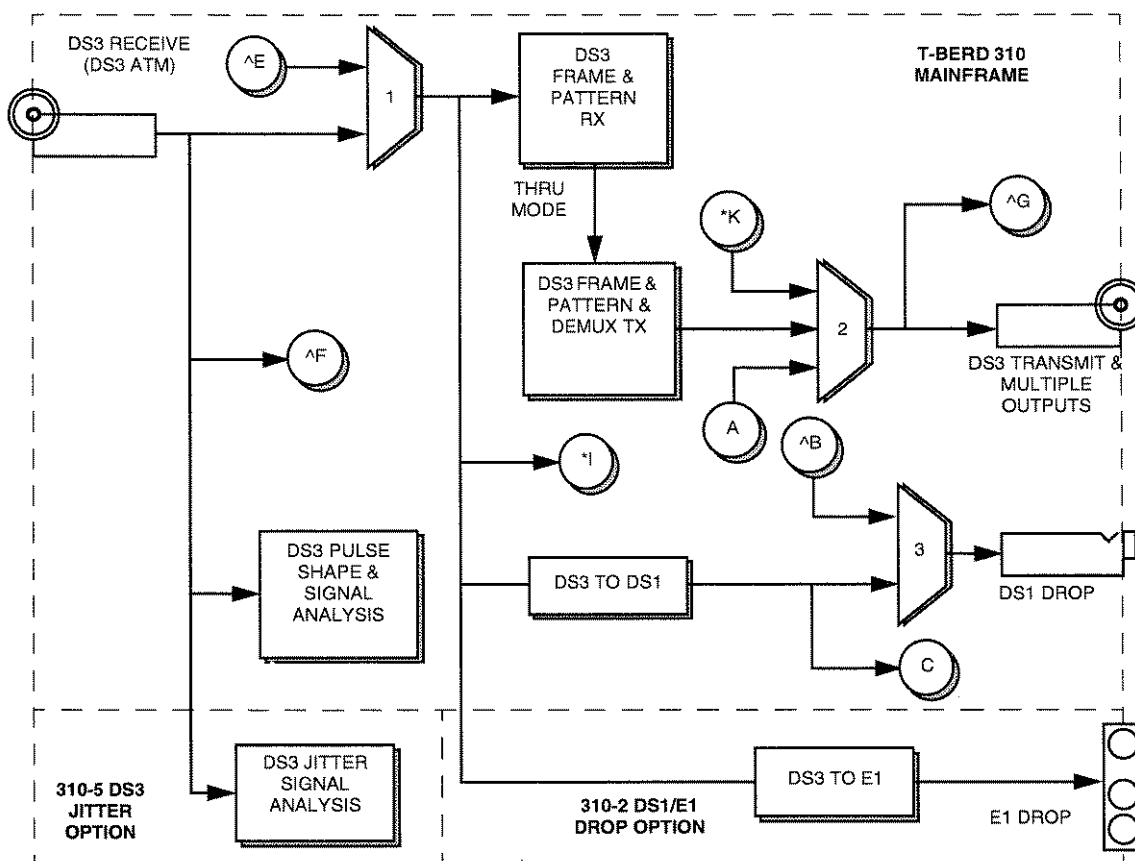 DS3 RECEIVE
(DS3 ATM)
^E
1
DS3
FRAME &
PATTERN
RX
T-BERD 310
MAINFRAME
THRU
MODE
*K
^G
DS3 FRAME &
PATTERN &
DEMUX TX
2
^F
DS3 TRANSMIT &
MULTIPLE
OUTPUTS
A
^B
*I
DS3 PULSE
SHAPE &
SIGNAL
ANALYSIS
DS3 TO DS1
3
DS1 DROP
C
310-5 DS3
JITTER
OPTION
DS3 JITTER
SIGNAL
ANALYSIS
310-2 DS1/E1
DROP OPTION
DS3 TO E1
E1 DROP